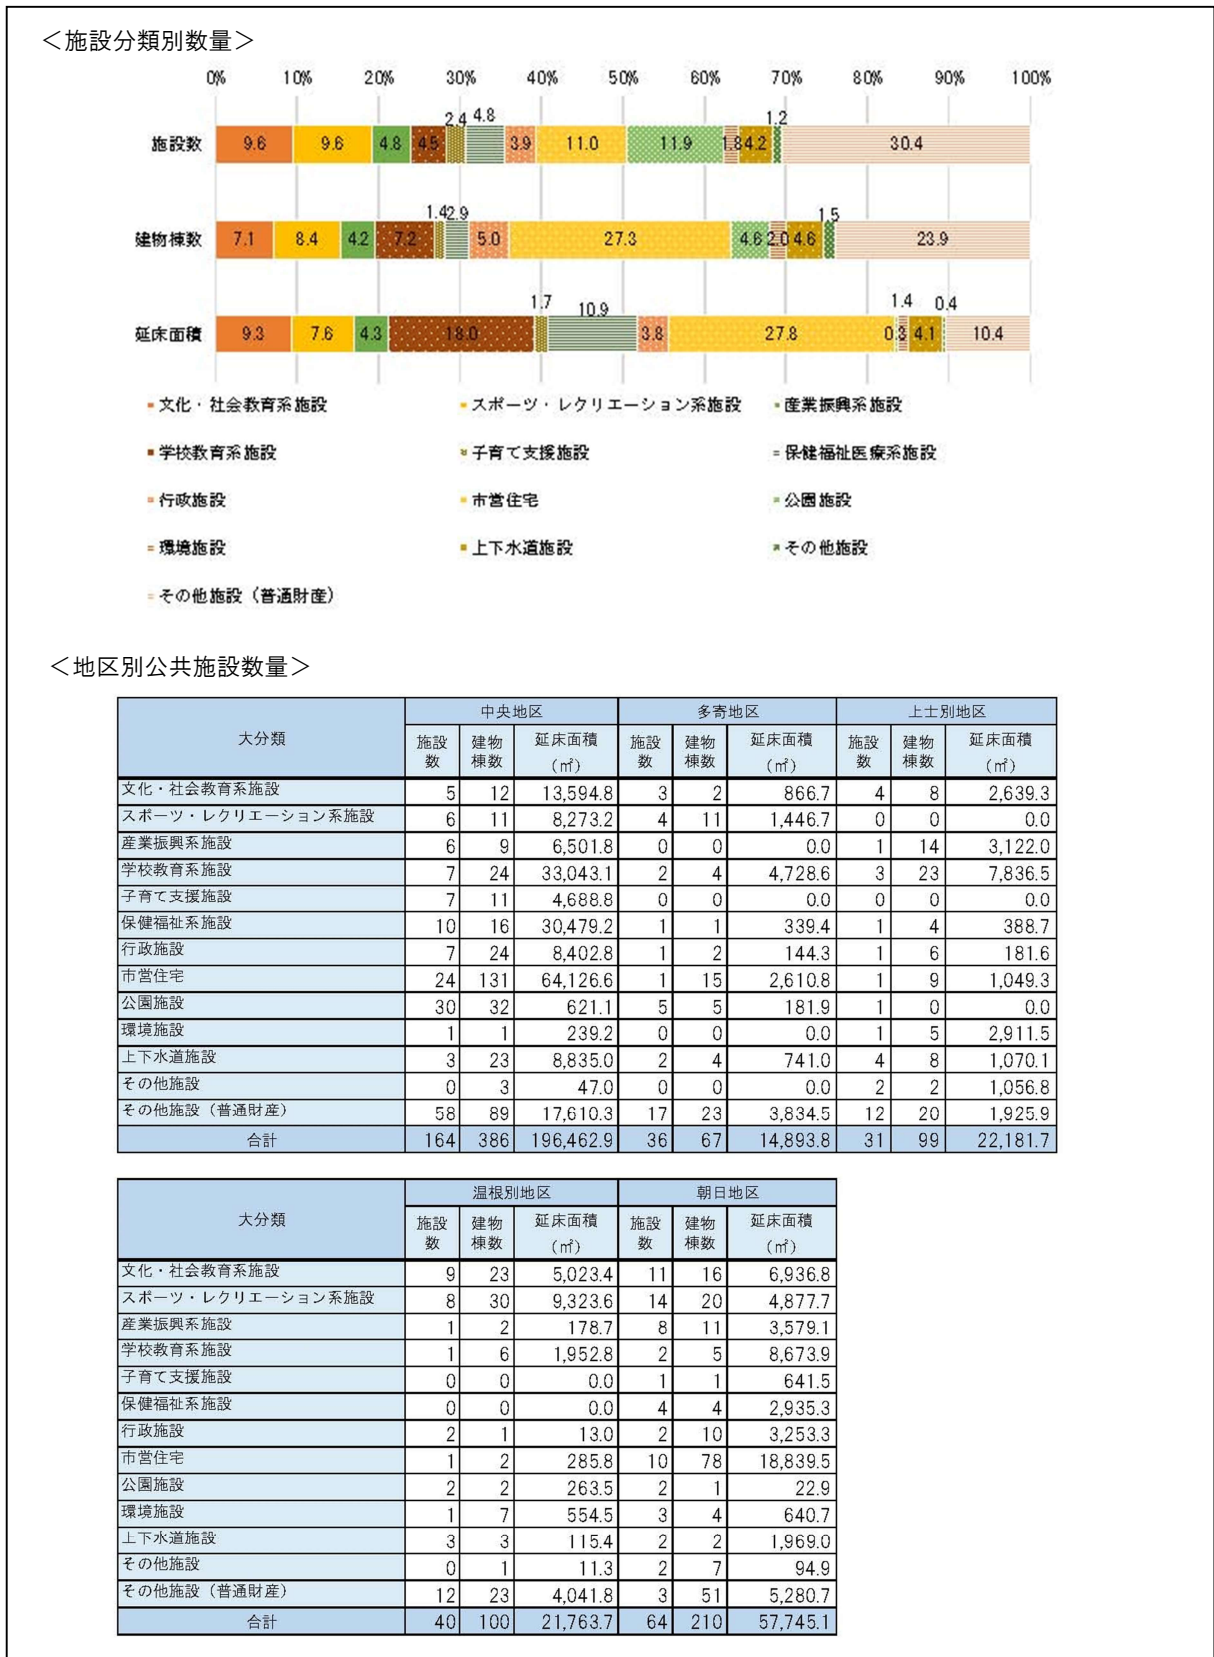 ＜施設分類別数量＞
0% 10% 20% 30% 40% 50% 60% 70% 80% 90% 100%
施設数 9.6 9.6 4.8 4.5 2.4 4.8 3.9 11.0 11.9 1.8 4.2 1.2 30.4
建物棟数 7.1 8.4 4.2 7.2 1.4 2.9 5.0 27.3 4.6 2.0 4.6 1.5 23.9
延床面積 9.3 7.6 4.3 18.0 1.7 10.9 3.8 27.8 0.3 1.4 4.1 0.4 10.4
文化・社会教育系施設 スポーツ・レクリエーション系施設 産業振興系施設
学校教育系施設 子育て支援施設 保健福祉医療系施設
行政施設 市営住宅 公園施設
環境施設 上下水道施設 その他施設
その他施設（普通財産）
＜地区別公共施設数量＞
大分類 中央地区 多寄地区 上士別地区
施設数 建物棟数 延床面積（㎡） 施設数 建物棟数 延床面積（㎡） 施設数 建物棟数 延床面積（㎡）
文化・社会教育系施設 5 12 13,594.8 3 2 866.7 4 8 2,639.3
スポーツ・レクリエーション系施設 6 11 8,273.2 4 11 1,446.7 0 0 0.0
産業振興系施設 6 9 6,501.8 0 0 0.0 1 14 3,122.0
学校教育系施設 7 24 33,043.1 2 4 4,728.6 3 23 7,836.5
子育て支援施設 7 11 4,688.8 0 0 0.0 0 0 0.0
保健福祉系施設 10 16 30,479.2 1 1 339.4 1 4 388.7
行政施設 7 24 8,402.8 1 2 144.3 1 6 181.6
市営住宅 24 131 64,126.6 1 15 2,610.8 1 9 1,049.3
公園施設 30 32 621.1 5 5 181.9 1 0 0.0
環境施設 1 1 239.2 0 0 0.0 1 5 2,911.5
上下水道施設 3 23 8,835.0 2 4 741.0 4 8 1,070.1
その他施設 0 3 47.0 0 0 0.0 2 2 1,056.8
その他施設（普通財産） 58 89 17,610.3 17 23 3,834.5 12 20 1,925.9
合計 164 386 196,462.9 36 67 14,893.8 31 99 22,181.7
大分類 温根別地区 朝日地区
施設数 建物棟数 延床面積（㎡） 施設数 建物棟数 延床面積（㎡）
文化・社会教育系施設 9 23 5,023.4 11 16 6,936.8
スポーツ・レクリエーション系施設 8 30 9,323.6 14 20 4,877.7
産業振興系施設 1 2 178.7 8 11 3,579.1
学校教育系施設 1 6 1,952.8 2 5 8,673.9
子育て支援施設 0 0 0.0 1 1 641.5
保健福祉系施設 0 0 0.0 4 4 2,935.3
行政施設 2 1 13.0 2 10 3,253.3
市営住宅 1 2 285.8 10 78 18,839.5
公園施設 2 2 263.5 2 1 22.9
環境施設 1 7 554.5 3 4 640.7
上下水道施設 3 3 115.4 2 2 1,969.0
その他施設 0 1 11.3 2 7 94.9
その他施設（普通財産） 12 23 4,041.8 3 51 5,280.7
合計 40 100 21,763.7 64 210 57,745.1